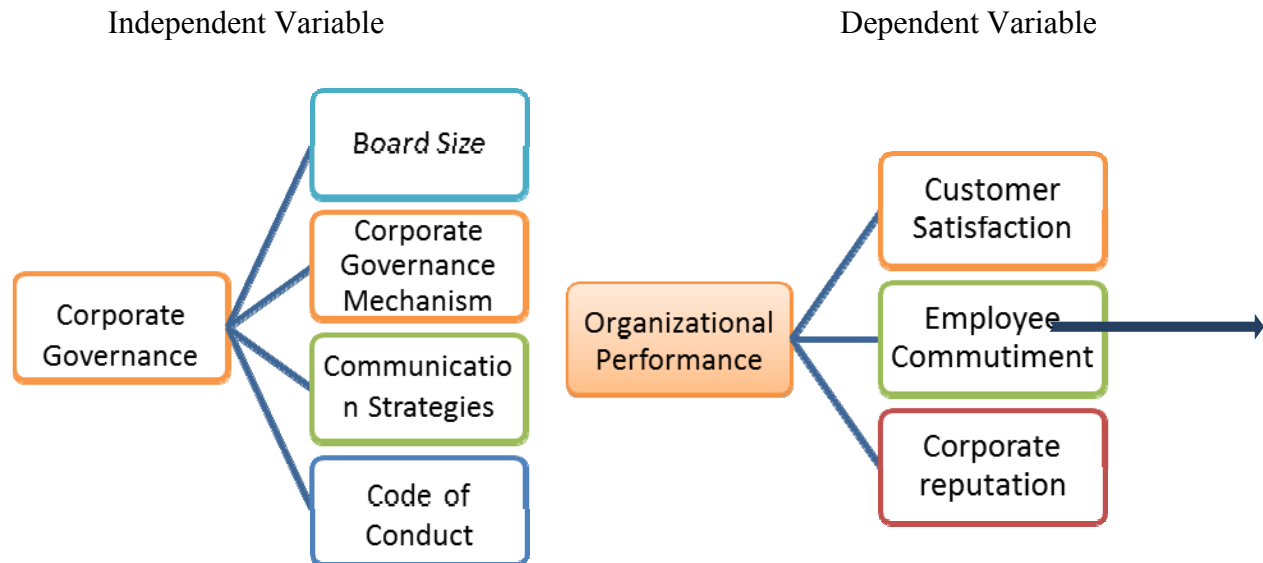 Independent Variable
Dependent Variable
Board Size
Corporate
Governance
Mechanism
Corporate
Governance
Communicatio
n Strategies
Code of
Conduct
Organizational
Performance
Customer
Satisfaction
Employee
Commutiment
Corporate
reputation